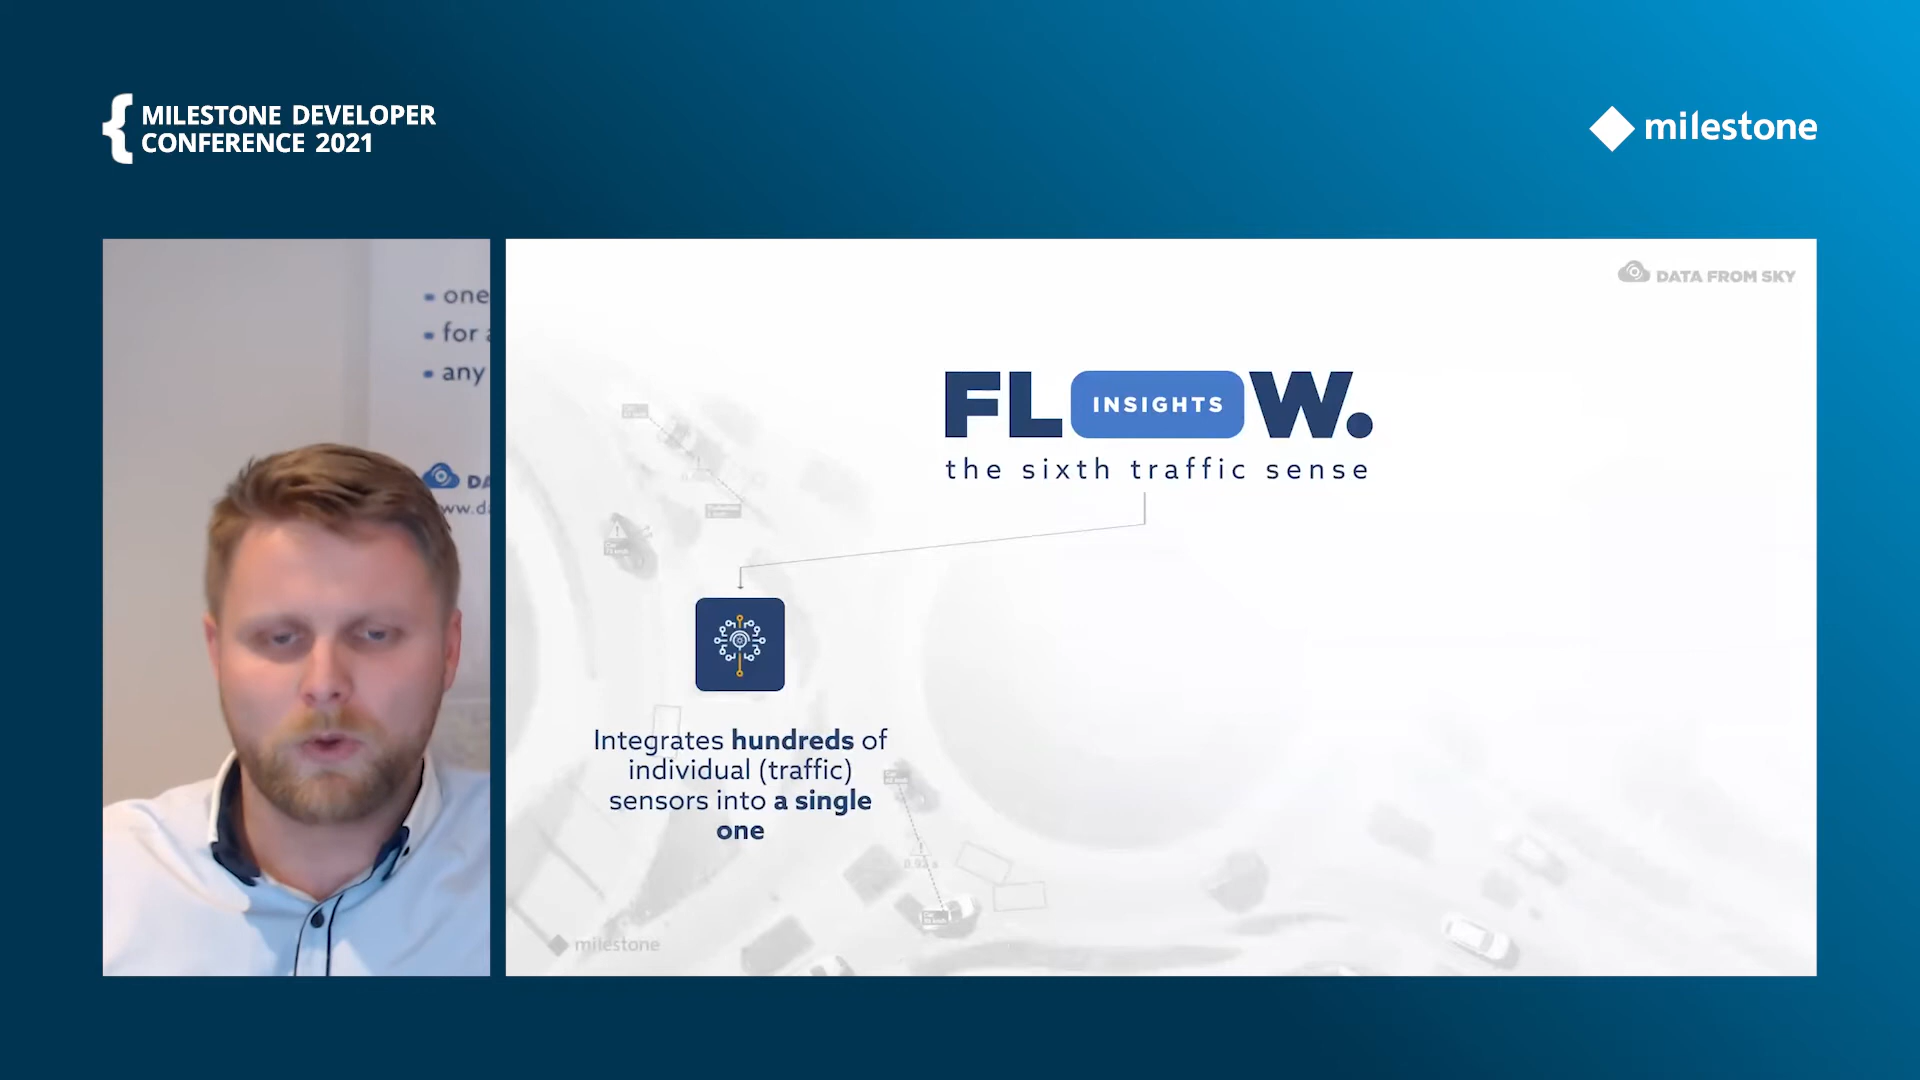 MILESTONE DEVELOPER
CONFERENCE 2021
milestone
one
for
any
DATA FROM SKY
FL INSIGHTS W.
the sixth traffic sense
Integrates hundreds of
individual (traffic)
sensors into a single
one
milestone